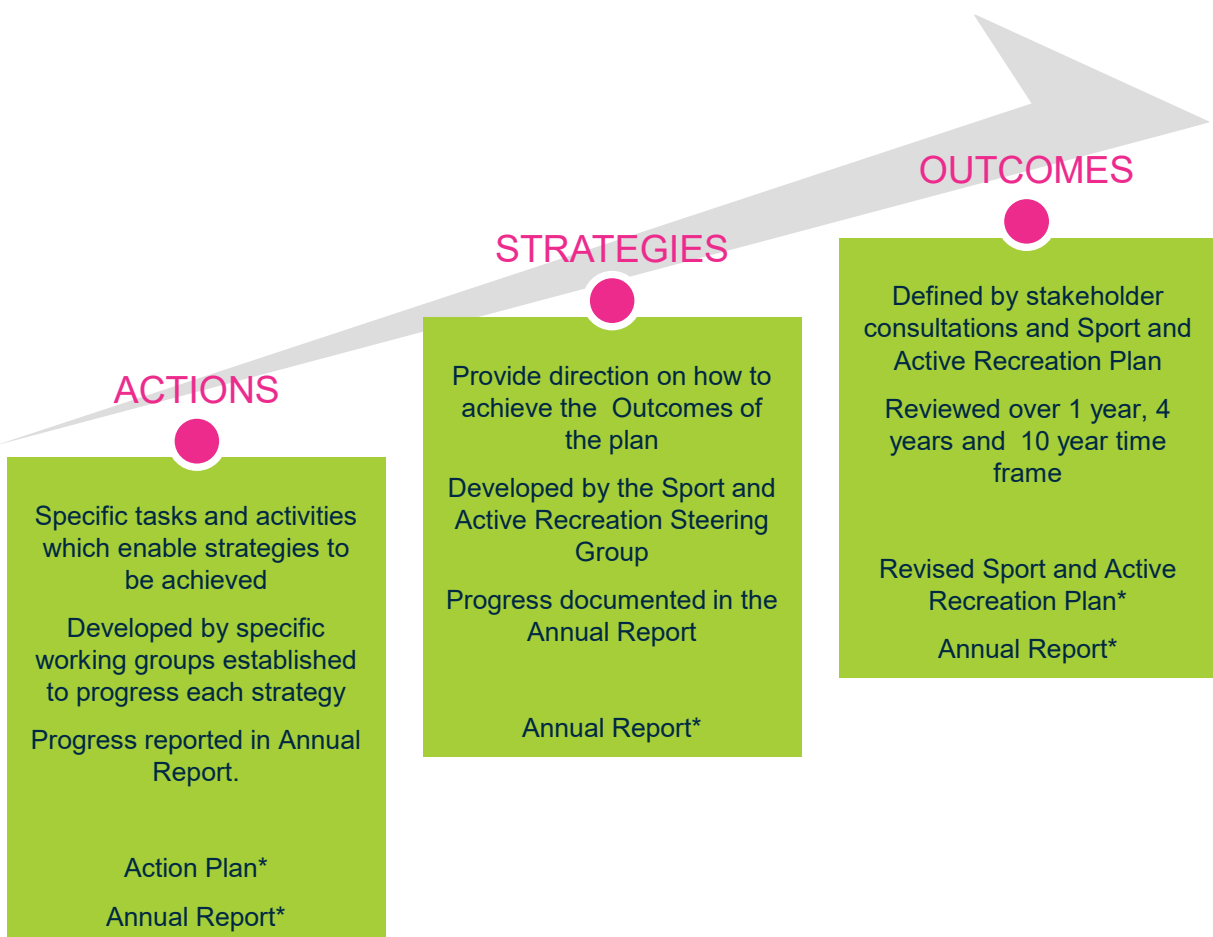 ACTIONS
Specific tasks and activities
which enable strategies to
be achieved
Developed by specific
working groups established
to progress each strategy
Progress reported in Annual
Report.
Action Plan*
Annual Report*
STRATEGIES
Provide direction on how to
achieve the  Outcomes of
the plan
Developed by the Sport and
Active Recreation Steering
Group
Progress documented in the
Annual Report
Annual Report*
OUTCOMES
Defined by stakeholder
consultations and Sport and
Active Recreation Plan
Reviewed over 1 year, 4
years and  10 year time
frame
Revised Sport and Active
Recreation Plan*
Annual Report*